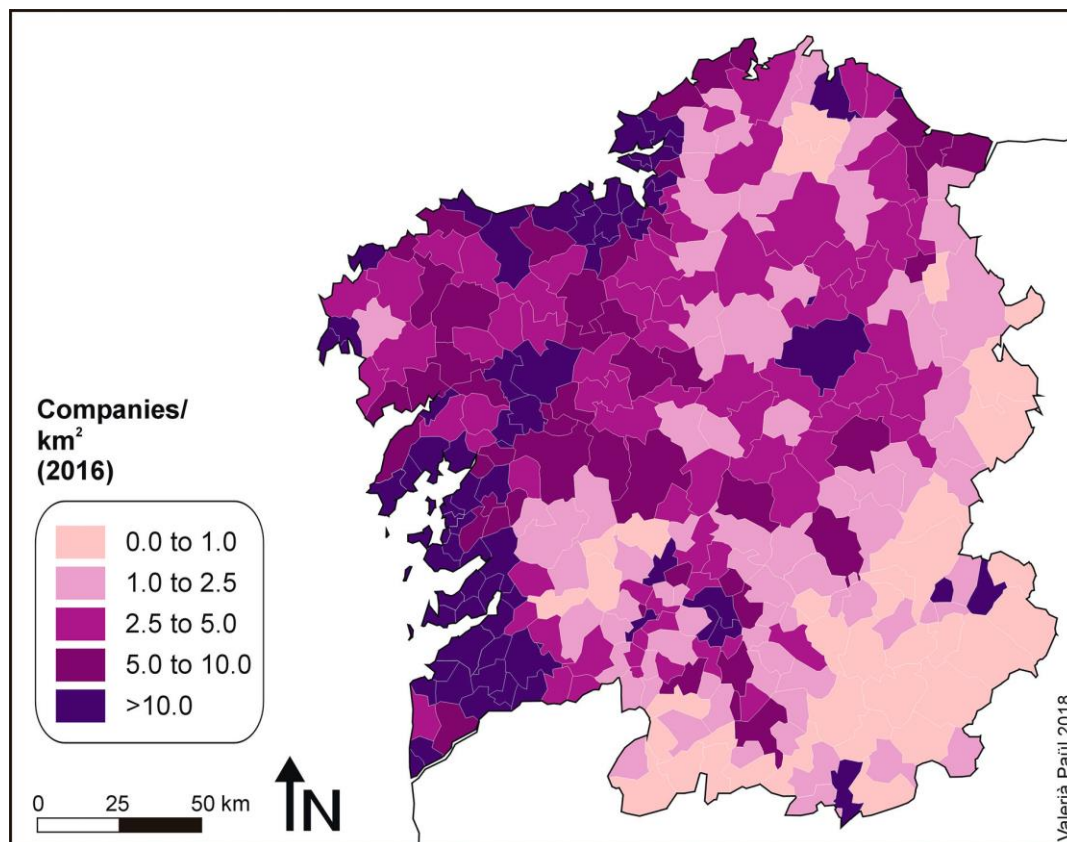 Companies/
km²
(2016)
0.0 to 1.0
1.0 to 2.5
2.5 to 5.0
5.0 to 10.0
>10.0
0 25 50 km
N
Valerià Paül 2018